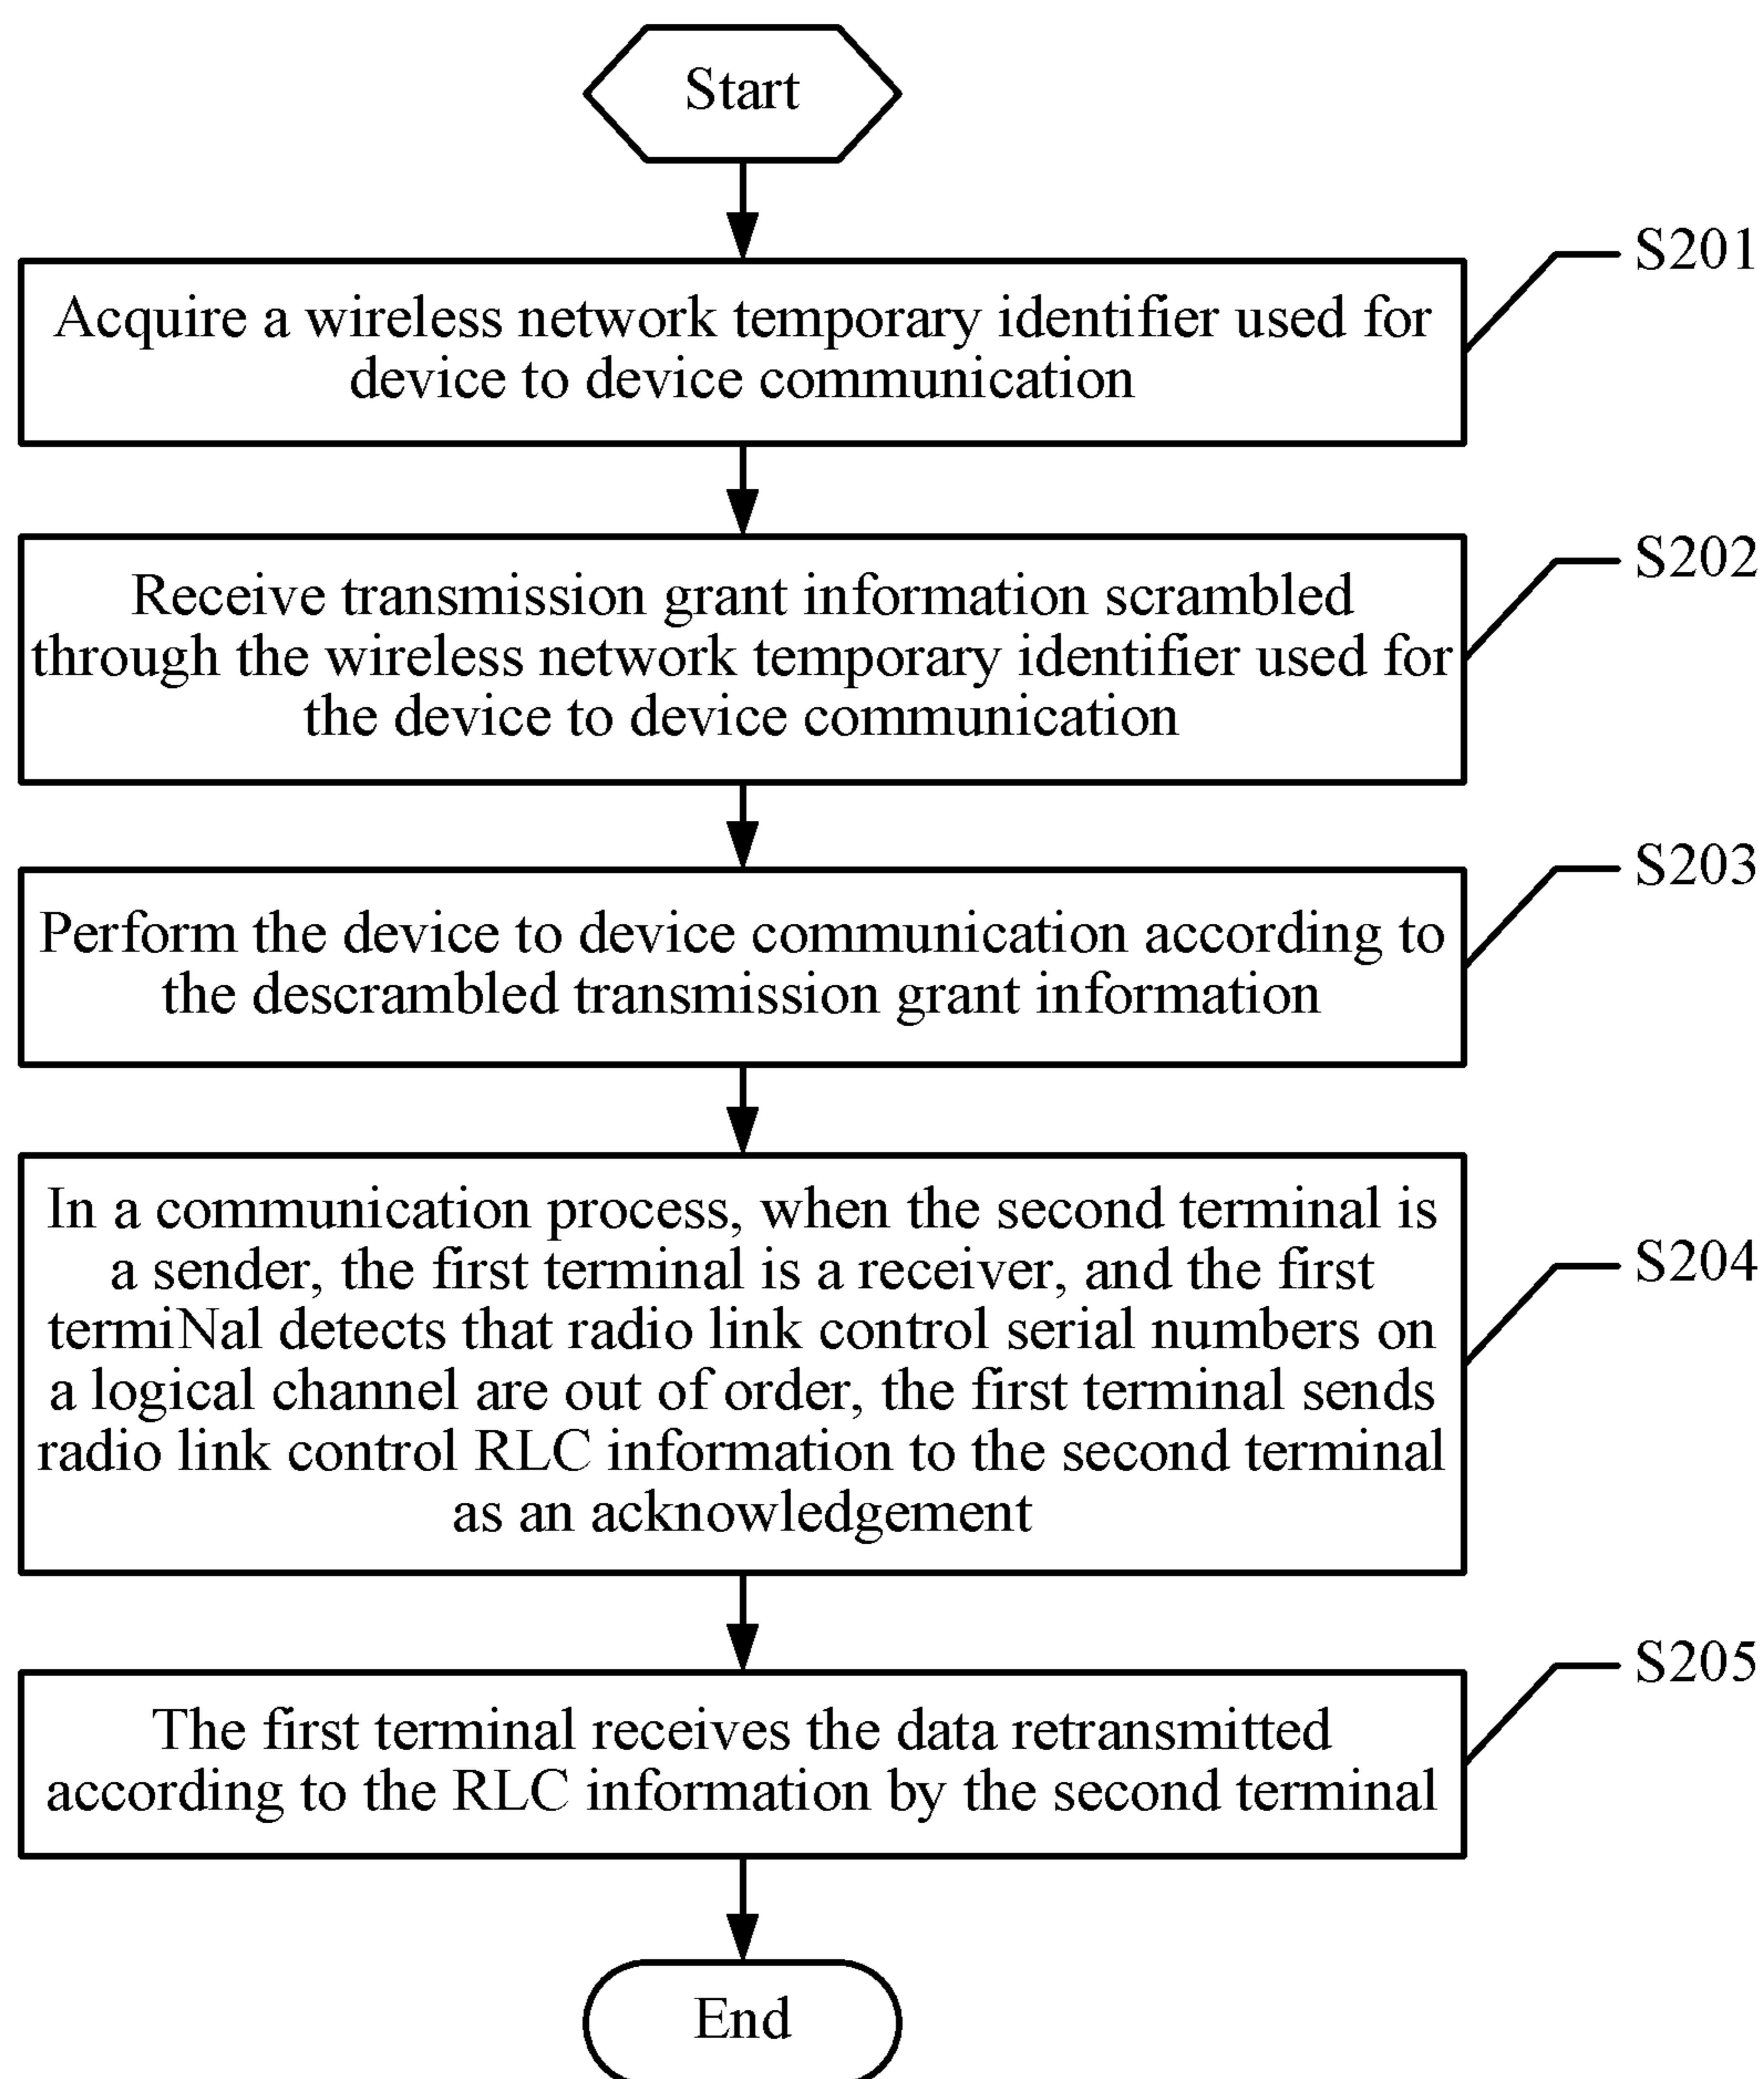 Start
S201
Acquire a wireless network temporary identifier used for
device to device communication
S202
Receive transmission grant information scrambled
through the wireless network temporary identifier used for
the device to device communication
S203
Perform the device to device communication according to
the descrambled transmission grant information
S204
In a communication process, when the second terminal is
a sender, the first terminal is a receiver, and the first
termiNal detects that radio link control serial numbers on
a logical channel are out of order, the first terminal sends
radio link control RLC information to the second terminal
as an acknowledgement
S205
The first terminal receives the data retransmitted
according to the RLC information by the second terminal
End